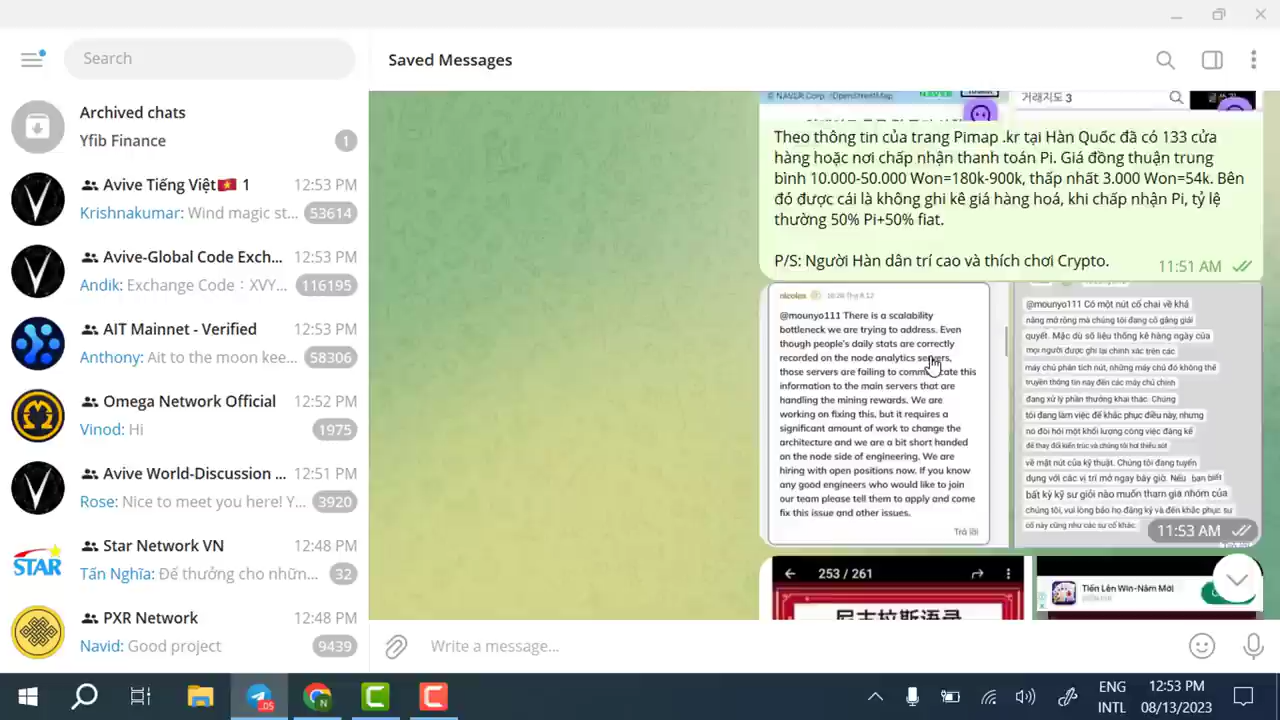 Search
Saved Messages
Archived chats
Yfib Finance
1
Avive Tiếng Việt🇻🇳 1
12:53 PM
Krishnakumar: Wind magic st...
53614
Avive-Global Code Exch...
12:53 PM
Andik: Exchange Code：XVY...
116195
AIT Mainnet - Verified
12:53 PM
Anthony: Ait to the moon kee...
58306
Omega Network Official
12:52 PM
Vinod: Hi
1975
Avive World-Discussion ...
12:51 PM
Rose: Nice to meet you here! Y...
3920
STAR
Star Network VN
12:48 PM
Tấn Nghĩa: Để thưởng cho nhữn...
32
PXR Network
12:48 PM
Navid: Good project
9439
© NAVER Corp. /OpenStreetMap
NAVER
거래지도 3
Theo thông tin của trang Pimap .kr tại Hàn Quốc đã có 133 cửa
hàng hoặc nơi chấp nhận thanh toán Pi. Giá đồng thuận trung
bình 10.000-50.000 Won=180k-900k, thấp nhất 3.000 Won=54k. Bên
đó được cái là không ghi kê giá hàng hoá, khi chấp nhận Pi, tỷ lệ
thường 50% Pi+50% fiat.
P/S: Người Hàn dân trí cao và thích chơi Crypto.
11:51 AM
nicolas
@mounyo111 There is a scalability
bottleneck we are trying to address. Even
though people's daily stats are correctly
recorded on the node analytics servers,
those servers are failing to communicate this
information to the main servers that are
handling the mining rewards. We are
working on fixing this, but it requires a
significant amount of work to change the
architecture and we are a bit short handed
on the node side of engineering. We are
hiring with open positions now. If you know
any good engineers who would like to join
our team please tell them to apply and come
fix this issue and other issues.
Trả lời
@mounyo111 Có một nút cổ chai về khả
năng mở rộng mà chúng tôi đang cố gắng giải
quyết. Mặc dù số liệu thống kê hàng ngày của
mọi người được ghi lại chính xác trên các
máy chủ phân tích nút, nhưng những máy chủ đó không thể
truyền thông tin này đến các máy chủ chính
đang xử lý phần thưởng khai thác. Chúng
tôi đang làm việc để khắc phục điều này, nhưng
nó đòi hỏi một khối lượng công việc đáng kể
để thay đổi kiến trúc và chúng tôi hơi thiếu sót
về mặt nút của kỹ thuật. Chúng tôi đang tuyển
dụng với các vị trí mở ngay bây giờ. Nếu bạn biết
bất kỳ kỹ sư giỏi nào muốn tham gia nhóm của
chúng tôi, vui lòng bảo họ đăng ký và đến khắc phục sự
cố này cũng như các sự cố khác.
11:53 AM
253 / 261
尼古拉斯语录
Tiến Lên Win-Năm Mới
Write a message...
05
N
ENG
INTL
12:53 PM
08/13/2023